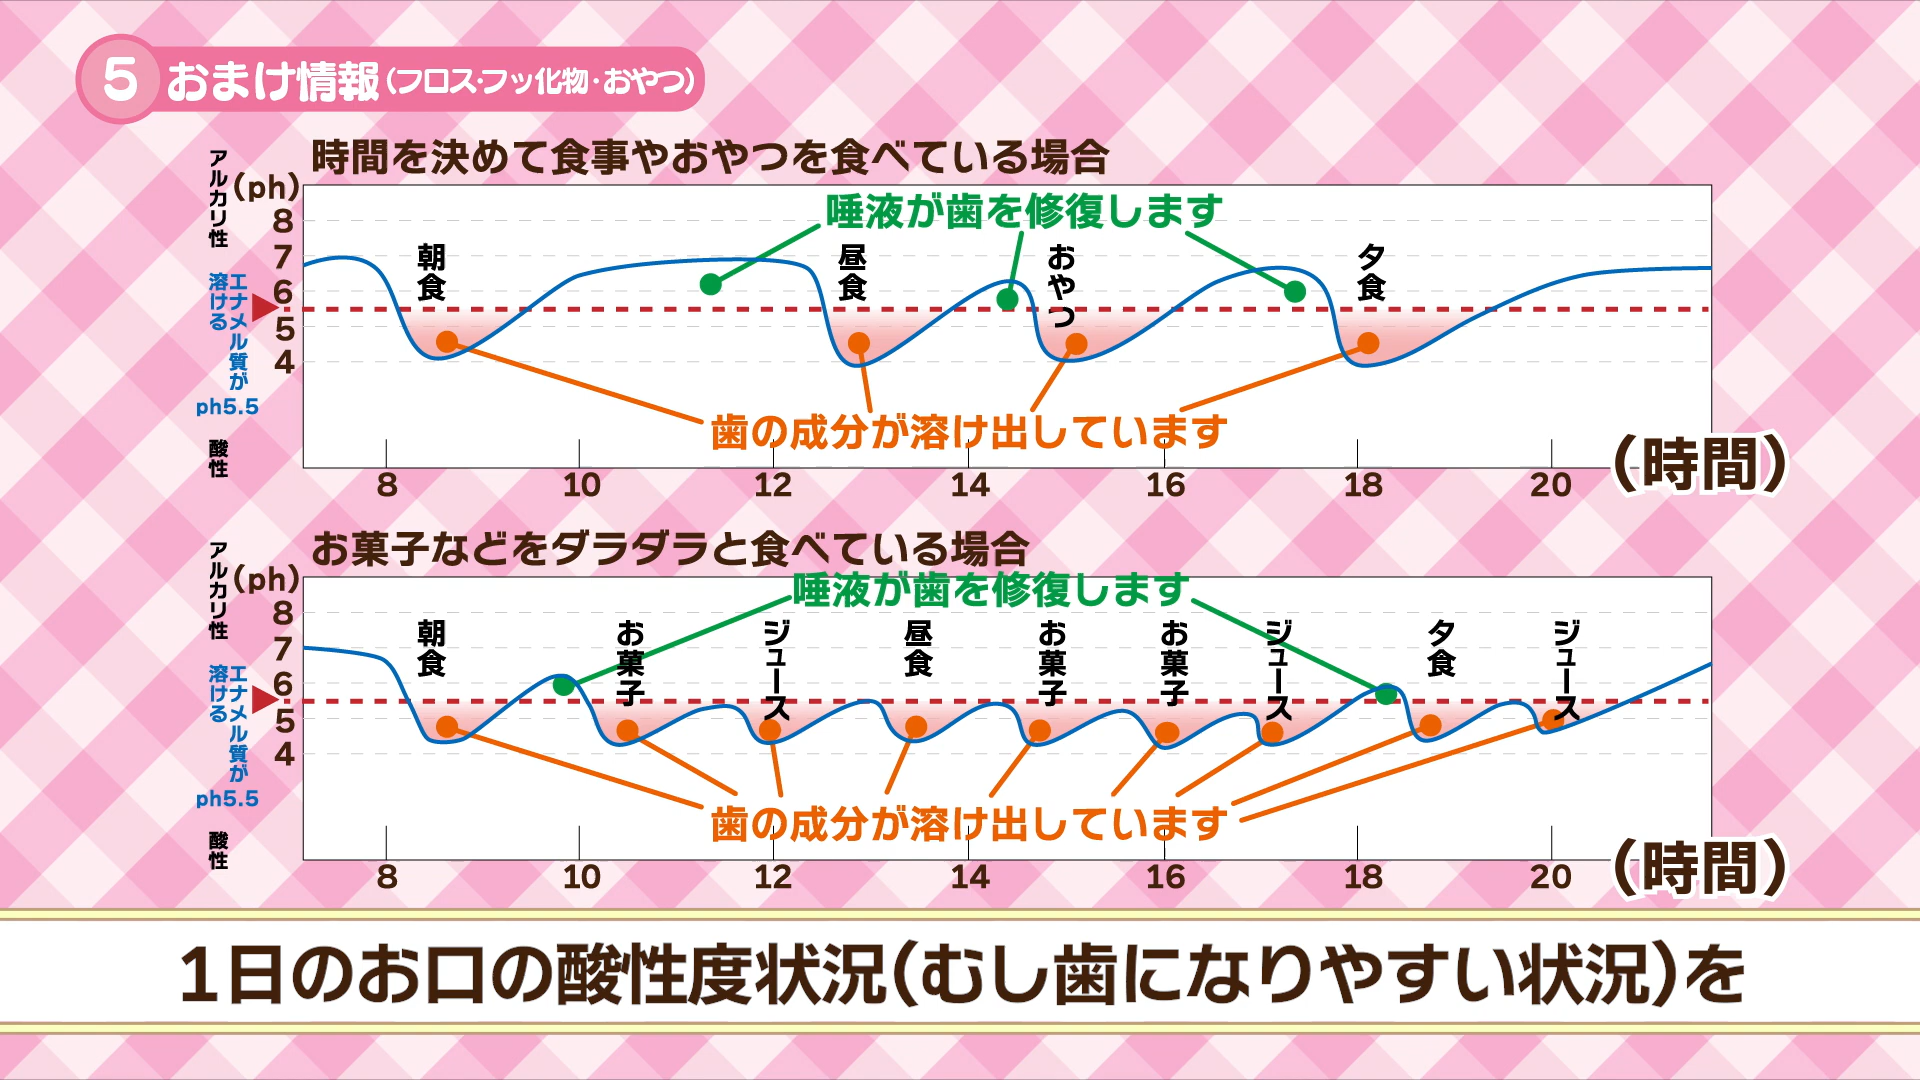 5 おまけ情報(フロス・フッ化物・おやつ)
時間を決めて食事やおやつを食べている場合
アルカリ性
(ph)
8
7
6
5
4
エナメル質が
溶ける
ph5.5
酸性
唾液が歯を修復します
朝食
昼食
おやつ
夕食
歯の成分が溶け出しています
8 10 12 14 16 18 20 (時間)
お菓子などをダラダラと食べている場合
アルカリ性
(ph)
8
7
6
5
4
エナメル質が
溶ける
ph5.5
酸性
唾液が歯を修復します
朝食
お菓子
ジュース
昼食
お菓子
お菓子
ジュース
夕食
ジュース
歯の成分が溶け出しています
8 10 12 14 16 18 20 (時間)
1日のお口の酸性度状況(むし歯になりやすい状況)を